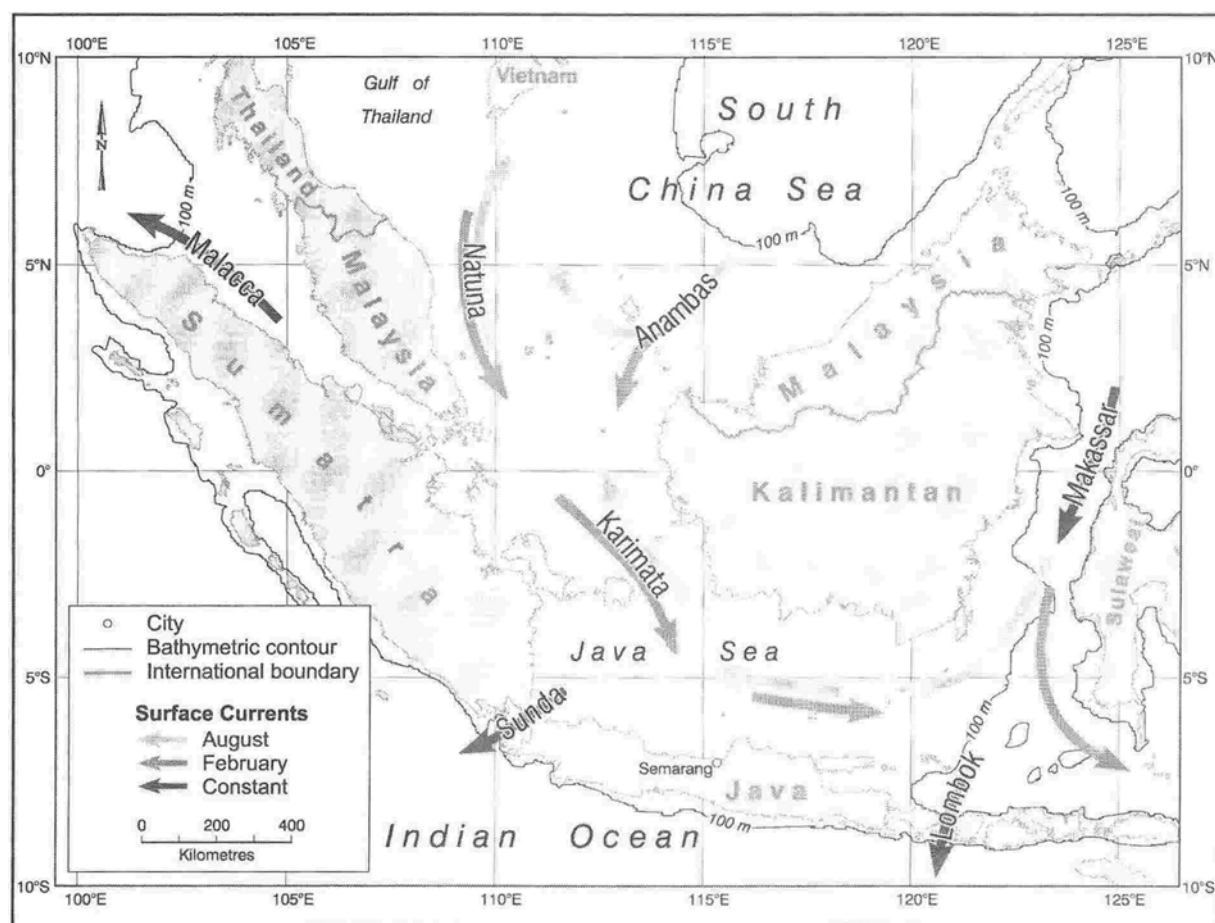 100°E 105°E 110°E 115°E 120°E 125°E
10°N 10°N
Gulf of
Thailand
Vietnam
South
China Sea
N
Thailand
100 m
100 m
100 m
100 m
5°N 5°N
Malacca
Malaysia
Natuna
Anambas
Malaysia
Sumatra
Makassar
0° 0°
Kalimantan
Karimata
Sulawesi
Java Sea
5°S 5°S
Sunda
100 m
Semarang
Java
Lombok
100 m
Indian Ocean
10°S 10°S
City
Bathymetric contour
International boundary
Surface Currents
August
February
Constant
0 200 400
Kilometres
100°E 105°E 110°E 115°E 120°E 125°E